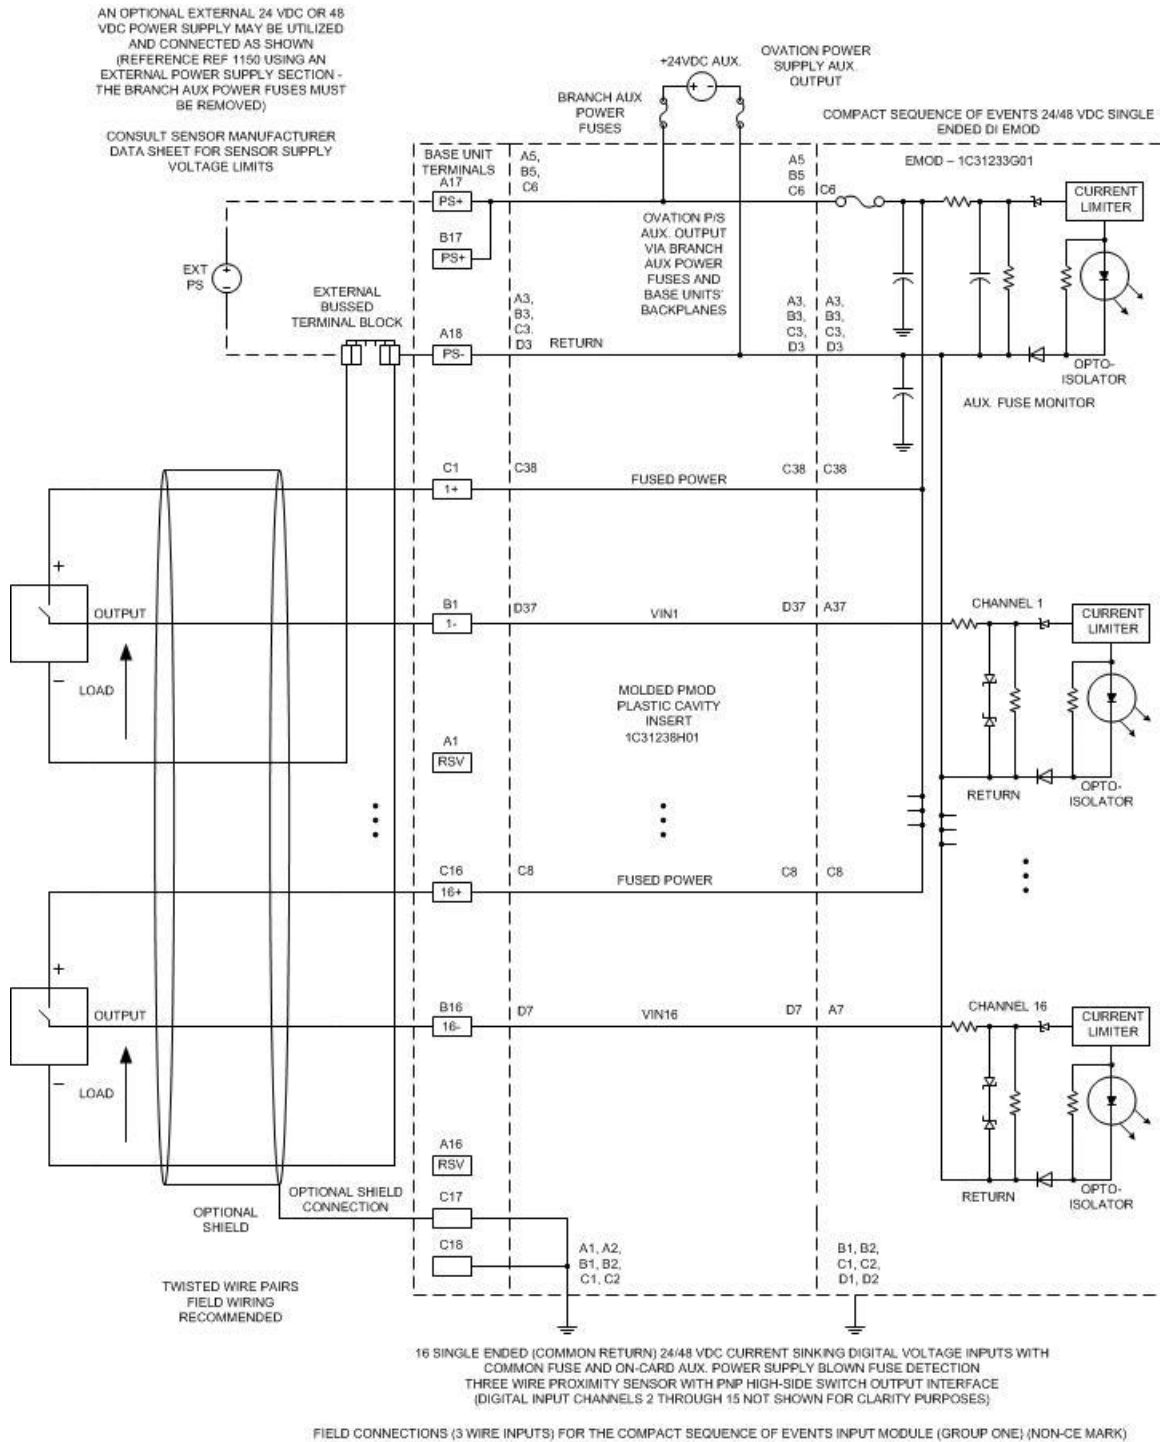 AN OPTIONAL EXTERNAL 24 VDC OR 48
VDC POWER SUPPLY MAY BE UTILIZED
AND CONNECTED AS SHOWN
(REFERENCE REF 1150 USING AN
EXTERNAL POWER SUPPLY SECTION -
THE BRANCH AUX POWER FUSES MUST
BE REMOVED)
CONSULT SENSOR MANUFACTURER
DATA SHEET FOR SENSOR SUPPLY
VOLTAGE LIMITS
+24VDC AUX.
OVATION POWER
SUPPLY AUX.
OUTPUT
BRANCH AUX
POWER
FUSES
COMPACT SEQUENCE OF EVENTS 24/48 VDC SINGLE
ENDED DI EMOD
BASE UNIT
TERMINALS
A5,
B5,
C6
A5
B5
C6
C6
EMOD – 1C31233G01
A17
PS+
B17
PS+
CURRENT
LIMITER
OVATION P/S
AUX. OUTPUT
VIA BRANCH
AUX POWER
FUSES AND
BASE UNITS'
BACKPLANES
EXT
PS
+
–
EXTERNAL
BUSSED
TERMINAL BLOCK
A18
PS-
A3,
B3,
C3.
D3
RETURN
A3,
B3,
C3,
D3
A3,
B3,
C3,
D3
OPTO-
ISOLATOR
AUX. FUSE MONITOR
C1
1+
C38
FUSED POWER
C38
C38
+
OUTPUT
–
LOAD
B1
1-
D37
VIN1
D37
A37
CHANNEL 1
CURRENT
LIMITER
MOLDED PMOD
PLASTIC CAVITY
INSERT
1C31238H01
A1
RSV
RETURN
OPTO-
ISOLATOR
C16
16+
C8
FUSED POWER
C8
C8
+
OUTPUT
–
LOAD
B16
16-
D7
VIN16
D7
A7
CHANNEL 16
CURRENT
LIMITER
A16
RSV
RETURN
OPTO-
ISOLATOR
OPTIONAL
SHIELD
OPTIONAL SHIELD
CONNECTION
C17
C18
A1, A2,
B1, B2,
C1, C2
B1, B2,
C1, C2,
D1, D2
TWISTED WIRE PAIRS
FIELD WIRING
RECOMMENDED
16 SINGLE ENDED (COMMON RETURN) 24/48 VDC CURRENT SINKING DIGITAL VOLTAGE INPUTS WITH
COMMON FUSE AND ON-CARD AUX. POWER SUPPLY BLOWN FUSE DETECTION
THREE WIRE PROXIMITY SENSOR WITH PNP HIGH-SIDE SWITCH OUTPUT INTERFACE
(DIGITAL INPUT CHANNELS 2 THROUGH 15 NOT SHOWN FOR CLARITY PURPOSES)
FIELD CONNECTIONS (3 WIRE INPUTS) FOR THE COMPACT SEQUENCE OF EVENTS INPUT MODULE (GROUP ONE) (NON-CE MARK)